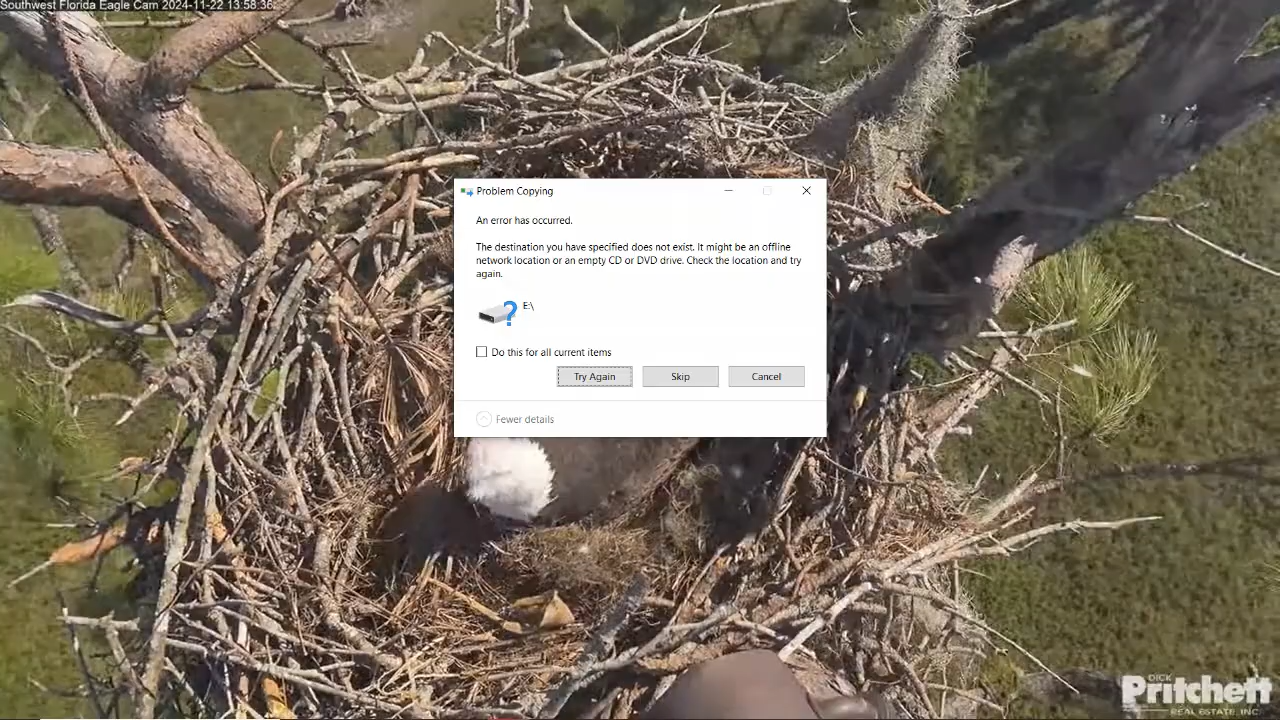 Southwest Florida Eagle Cam 2024-11-22 13:58:36
Problem Copying
An error has occurred.
The destination you have specified does not exist. It might be an offline
network location or an empty CD or DVD drive. Check the location and try
again.
E:\
Do this for all current items
Try Again
Skip
Cancel
Fewer details
DICK
Pritchett
REAL ESTATE, INC.